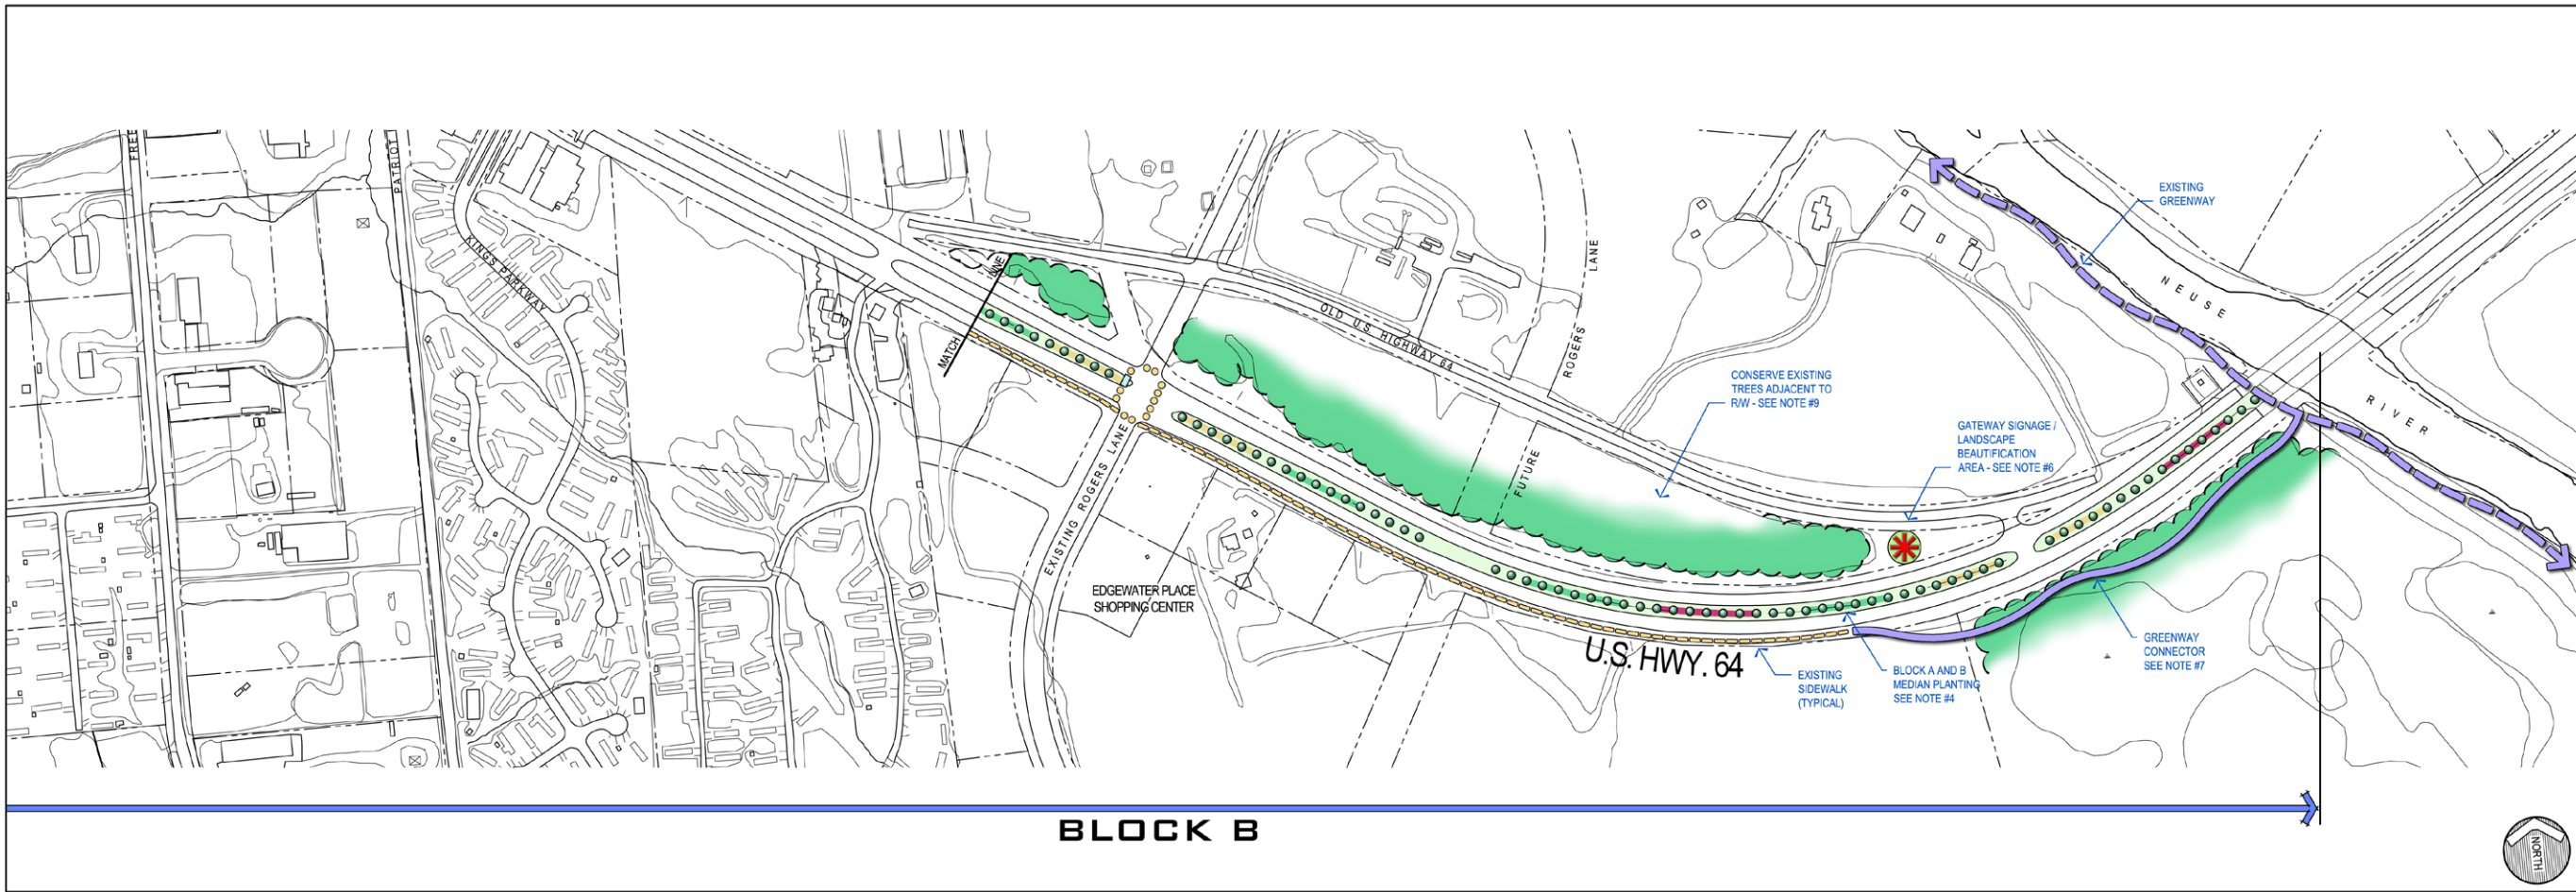 FRE
PATRIOT
KINGS PARKWAY
MATCH
LINE
EXISTING ROGERS LANE
EDGEWATER PLACE
SHOPPING CENTER
OLD U.S. HIGHWAY 64
FUTURE
ROGERS
LANE
CONSERVE EXISTING
TREES ADJACENT TO
R/W - SEE NOTE #9
GATEWAY SIGNAGE /
LANDSCAPE
BEAUTIFICATION
AREA - SEE NOTE #6
EXISTING
GREENWAY
NEUSE
RIVER
U.S. HWY. 64
EXISTING
SIDEWALK
(TYPICAL)
BLOCK A AND B
MEDIAN PLANTING
SEE NOTE #4
GREENWAY
CONNECTOR
SEE NOTE #7
BLOCK B
NORTH